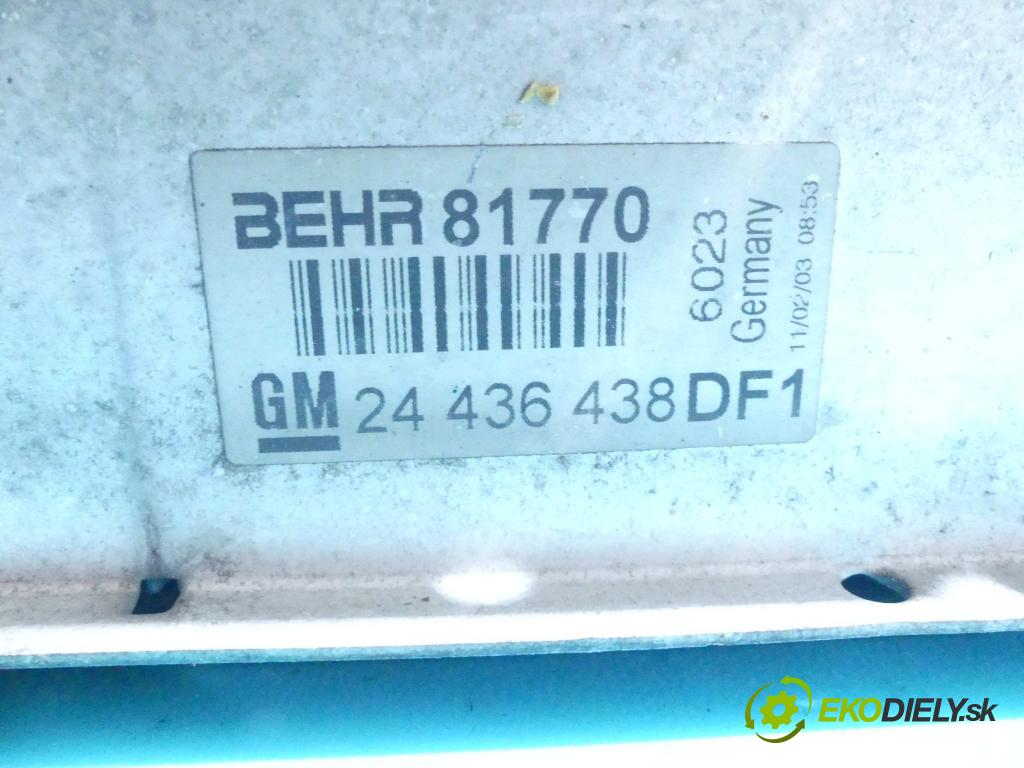 BEHR 81770
GM 24 436 438 DF1
6023
Germany
11/02/03 08:53
EKODIELY.sk